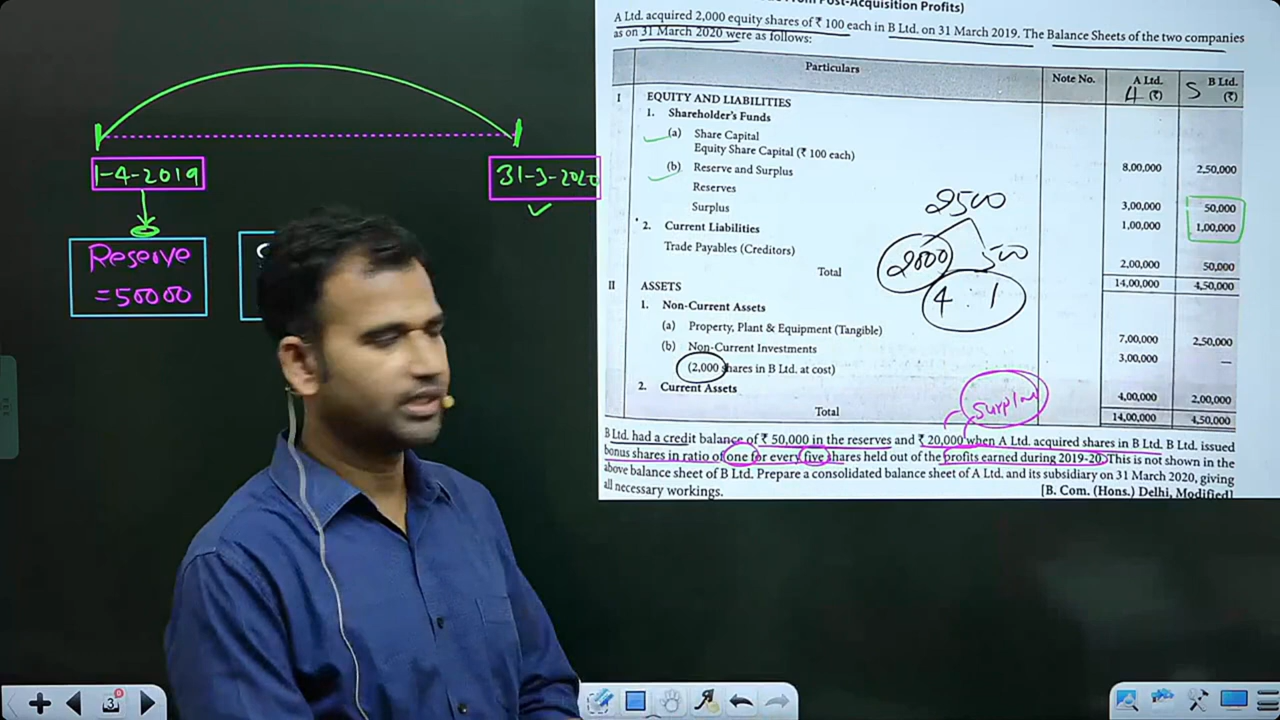 From Post-Acquisition Profits)
A Ltd. acquired 2,000 equity shares of ₹ 100 each in B Ltd. on 31 March 2019. The Balance Sheets of the two companies
as on 31 March 2020 were as follows:
Particulars Note No. A Ltd. (₹) B Ltd. (₹)
4 S
I EQUITY AND LIABILITIES
1. Shareholder's Funds
(a) Share Capital
Equity Share Capital (₹ 100 each) 8,00,000 2,50,000
(b) Reserve and Surplus
Reserves 3,00,000 50,000
Surplus 1,00,000 1,00,000
2. Current Liabilities
Trade Payables (Creditors) 2,00,000 50,000
Total 14,00,000 4,50,000
II ASSETS
1. Non-Current Assets
(a) Property, Plant & Equipment (Tangible) 7,00,000 2,50,000
(b) Non-Current Investments 3,00,000 —
(2,000 shares in B Ltd. at cost)
2. Current Assets 4,00,000 2,00,000
Total 14,00,000 4,50,000
2500
2000 500
4 : 1
Surplus
B Ltd. had a credit balance of ₹ 50,000 in the reserves and ₹ 20,000 when A Ltd. acquired shares in B Ltd. B Ltd. issued
bonus shares in ratio of one for every five shares held out of the profits earned during 2019-20. This is not shown in the
above balance sheet of B Ltd. Prepare a consolidated balance sheet of A Ltd. and its subsidiary on 31 March 2020, giving
all necessary workings.
[B. Com. (Hons.) Delhi, Modified]
1-4-2019
31-3-2020
Reserve
=50000
3